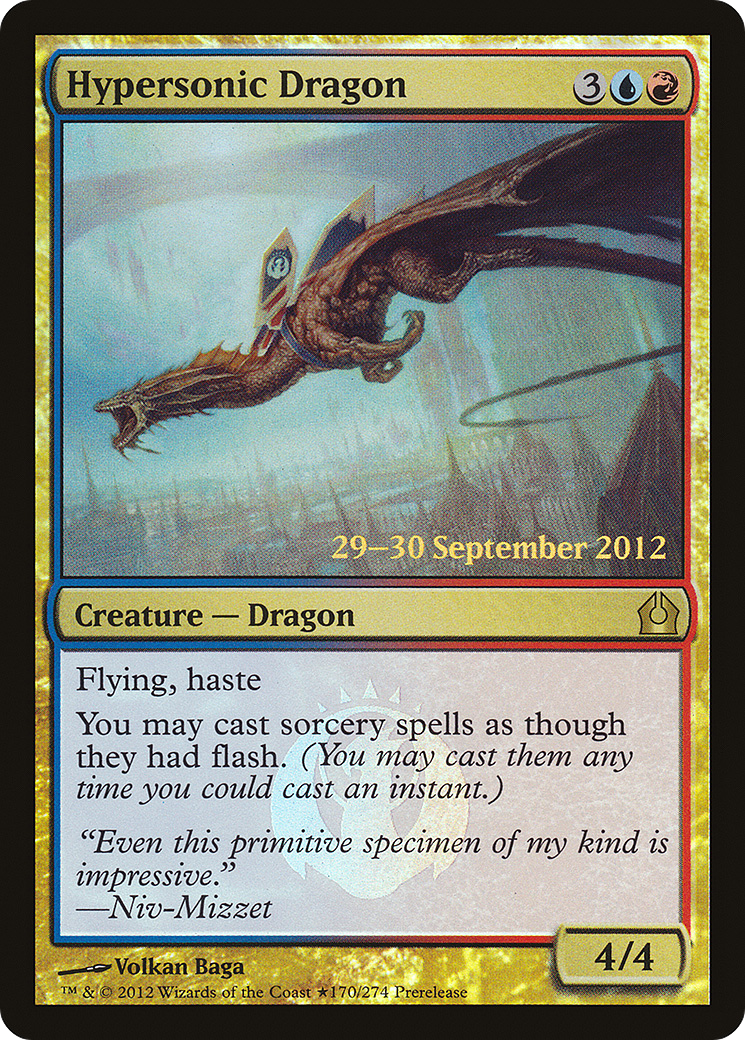 Hypersonic Dragon 3
29–30 September 2012
Creature — Dragon
Flying, haste
You may cast sorcery spells as though
they had flash. (You may cast them any
time you could cast an instant.)
“Even this primitive specimen of my kind is
impressive.”
—Niv-Mizzet
4/4
Volkan Baga
™ & © 2012 Wizards of the Coast ★170/274 Prerelease